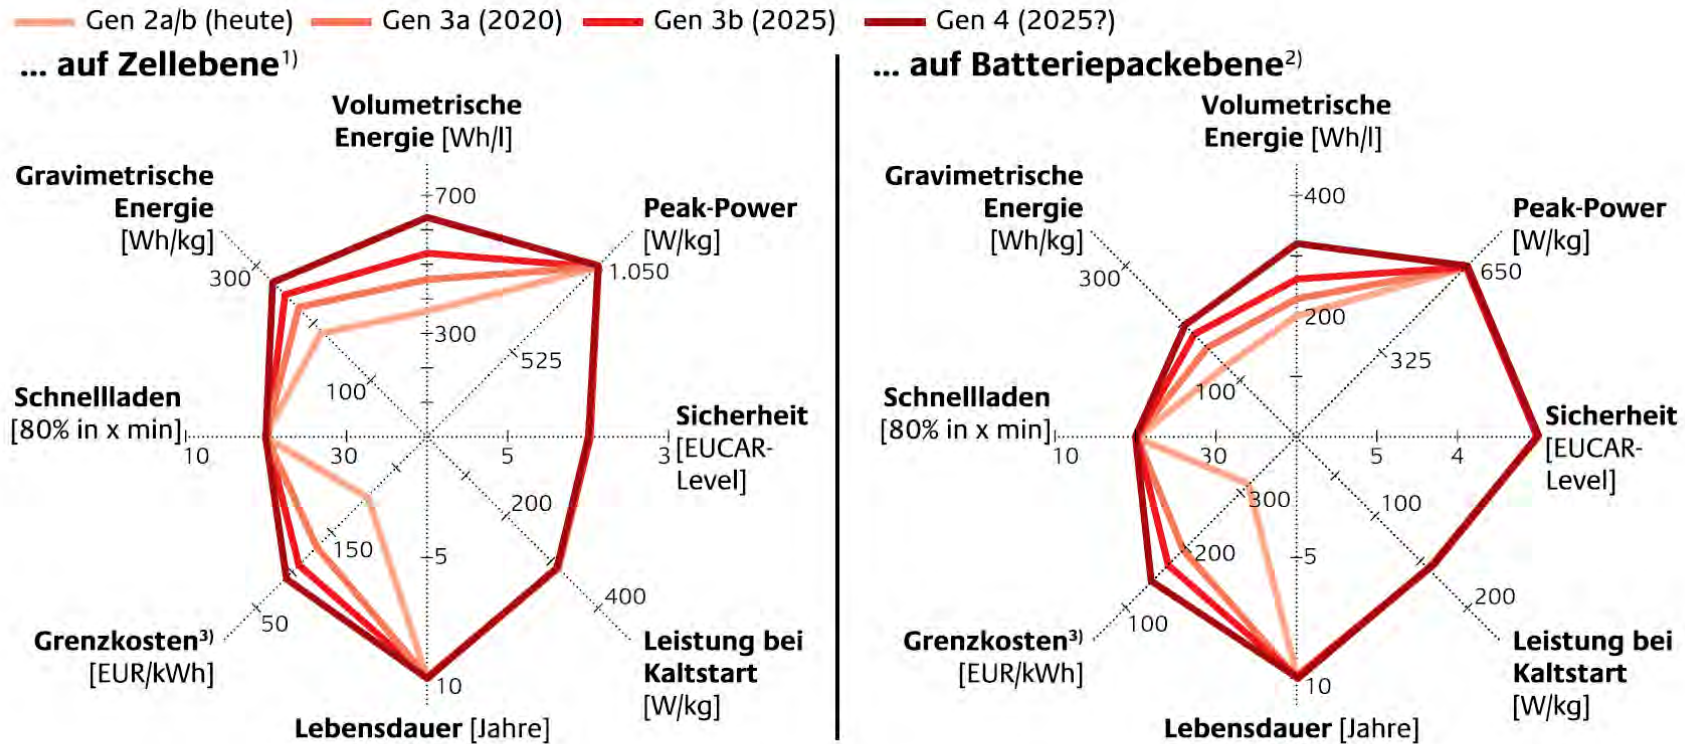 Gen 2a/b (heute) Gen 3a (2020) Gen 3b (2025) Gen 4 (2025?)
... auf Zellebene1)
Volumetrische
Energie [Wh/l]
Gravimetrische
Energie
[Wh/kg]
Peak-Power
[W/kg]
700
300
1.050
300
525
100
Schnellladen
[80% in x min]
Sicherheit
[EUCAR-
Level]
10
30
5
3
200
150
5
400
50
Grenzkosten3)
[EUR/kWh]
Leistung bei
Kaltstart
[W/kg]
10
Lebensdauer [Jahre]
... auf Batteriepackebene2)
Volumetrische
Energie [Wh/l]
Gravimetrische
Energie
[Wh/kg]
Peak-Power
[W/kg]
400
300
650
200
325
100
Schnellladen
[80% in x min]
Sicherheit
[EUCAR-
Level]
10
30
5
4
300
100
200
5
200
100
Grenzkosten3)
[EUR/kWh]
Leistung bei
Kaltstart
[W/kg]
10
Lebensdauer [Jahre]